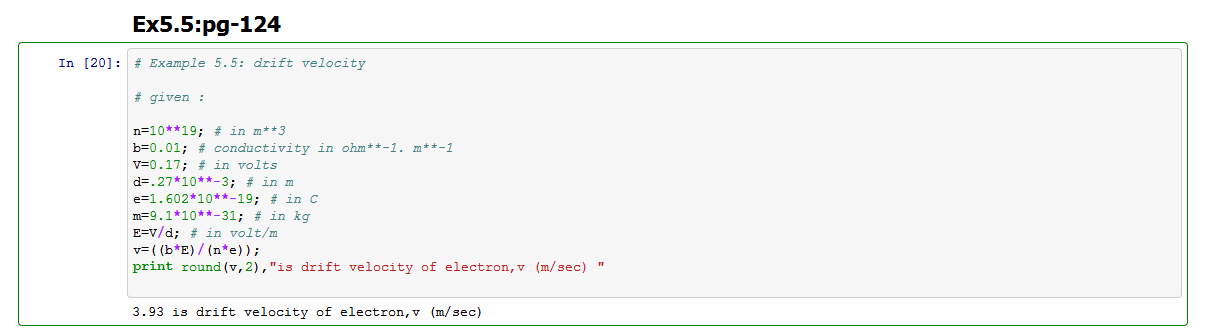 Ex5.5:pg-124
In [20]: # Example 5.5: drift velocity
# given :
n=10**19; # in m**3
b=0.01; # conductivity in ohm**-1. m**-1
V=0.17; # in volts
d=.27*10**-3; # in m
e=1.602*10**-19; # in C
m=9.1*10**-31; # in kg
E=V/d; # in volt/m
v=((b*E)/(n*e));
print round(v,2),"is drift velocity of electron,v (m/sec) "
3.93 is drift velocity of electron,v (m/sec)